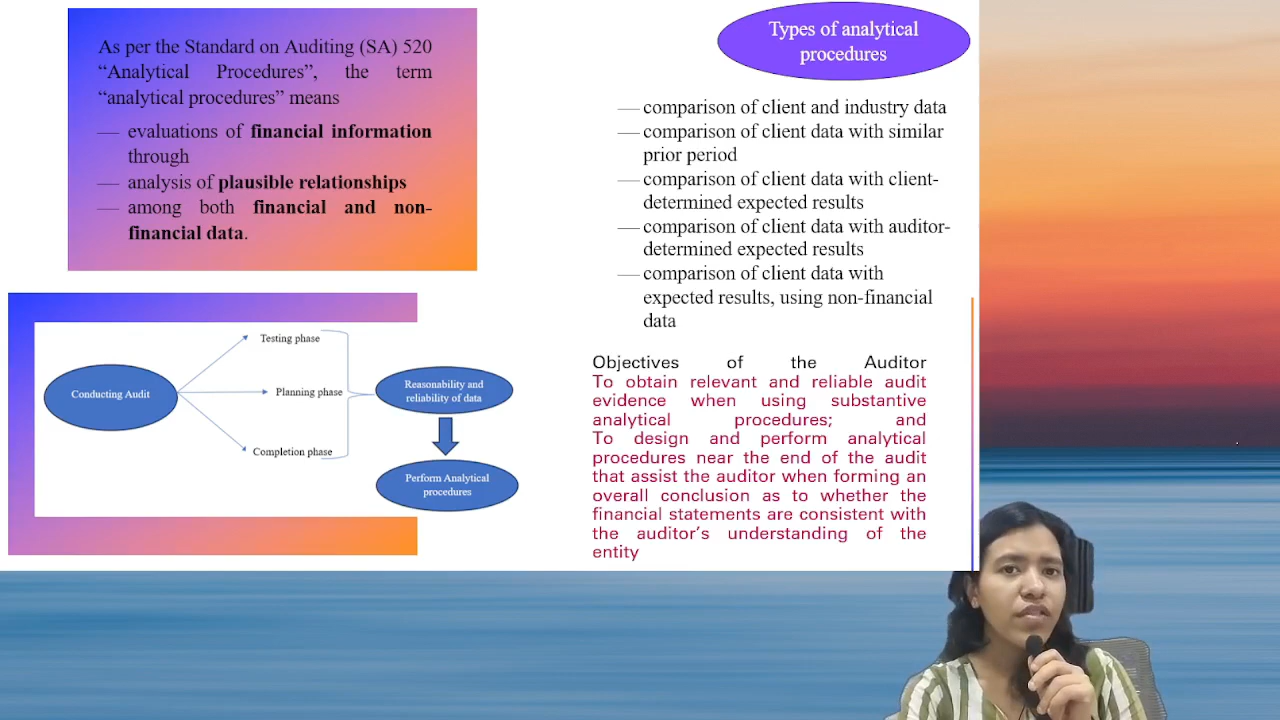 As per the Standard on Auditing (SA) 520
“Analytical Procedures”, the term
“analytical procedures” means
— evaluations of financial information
through
— analysis of plausible relationships
— among both financial and non-
financial data.
Conducting Audit
Testing phase
Planning phase
Completion phase
Reasonability and
reliability of data
Perform Analytical
procedures
Types of analytical
procedures
— comparison of client and industry data
— comparison of client data with similar
prior period
— comparison of client data with client-
determined expected results
— comparison of client data with auditor-
determined expected results
— comparison of client data with
expected results, using non-financial
data
Objectives of the Auditor
To obtain relevant and reliable audit
evidence when using substantive
analytical procedures; and
To design and perform analytical
procedures near the end of the audit
that assist the auditor when forming an
overall conclusion as to whether the
financial statements are consistent with
the auditor’s understanding of the
entity